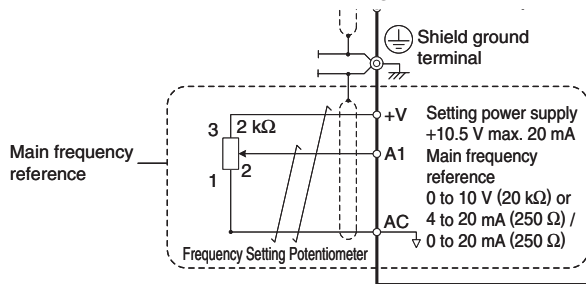 Shield ground
terminal
Main frequency
reference
3
2 kΩ
2
1
Frequency Setting Potentiometer
+V
A1
AC
Setting power supply
+10.5 V max. 20 mA
Main frequency
reference
0 to 10 V (20 kΩ) or
4 to 20 mA (250 Ω) /
0 to 20 mA (250 Ω)